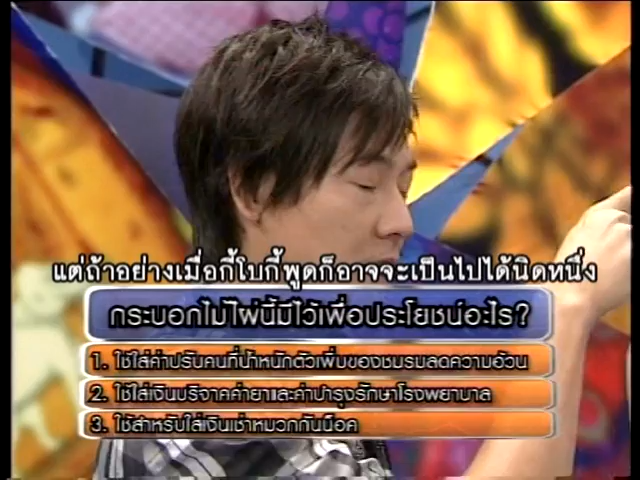 แต่ถ้าอย่างเมื่อกี้โบกี้พูดก็อาจจะเป็นไปได้นิดหนึ่ง
กระบอกไม้ไผ่นี้มีไว้เพื่อประโยชน์อะไร?
1. ใช้ใส่ค่าปรับคนที่น้ำหนักตัวเพิ่มของชมรมลดความอ้วน
2. ใช้ใส่เงินบริจาคค่ายาและค่าบำรุงรักษาโรงพยาบาล
3. ใช้สำหรับใส่เงินเช่าหมวกกันน็อค